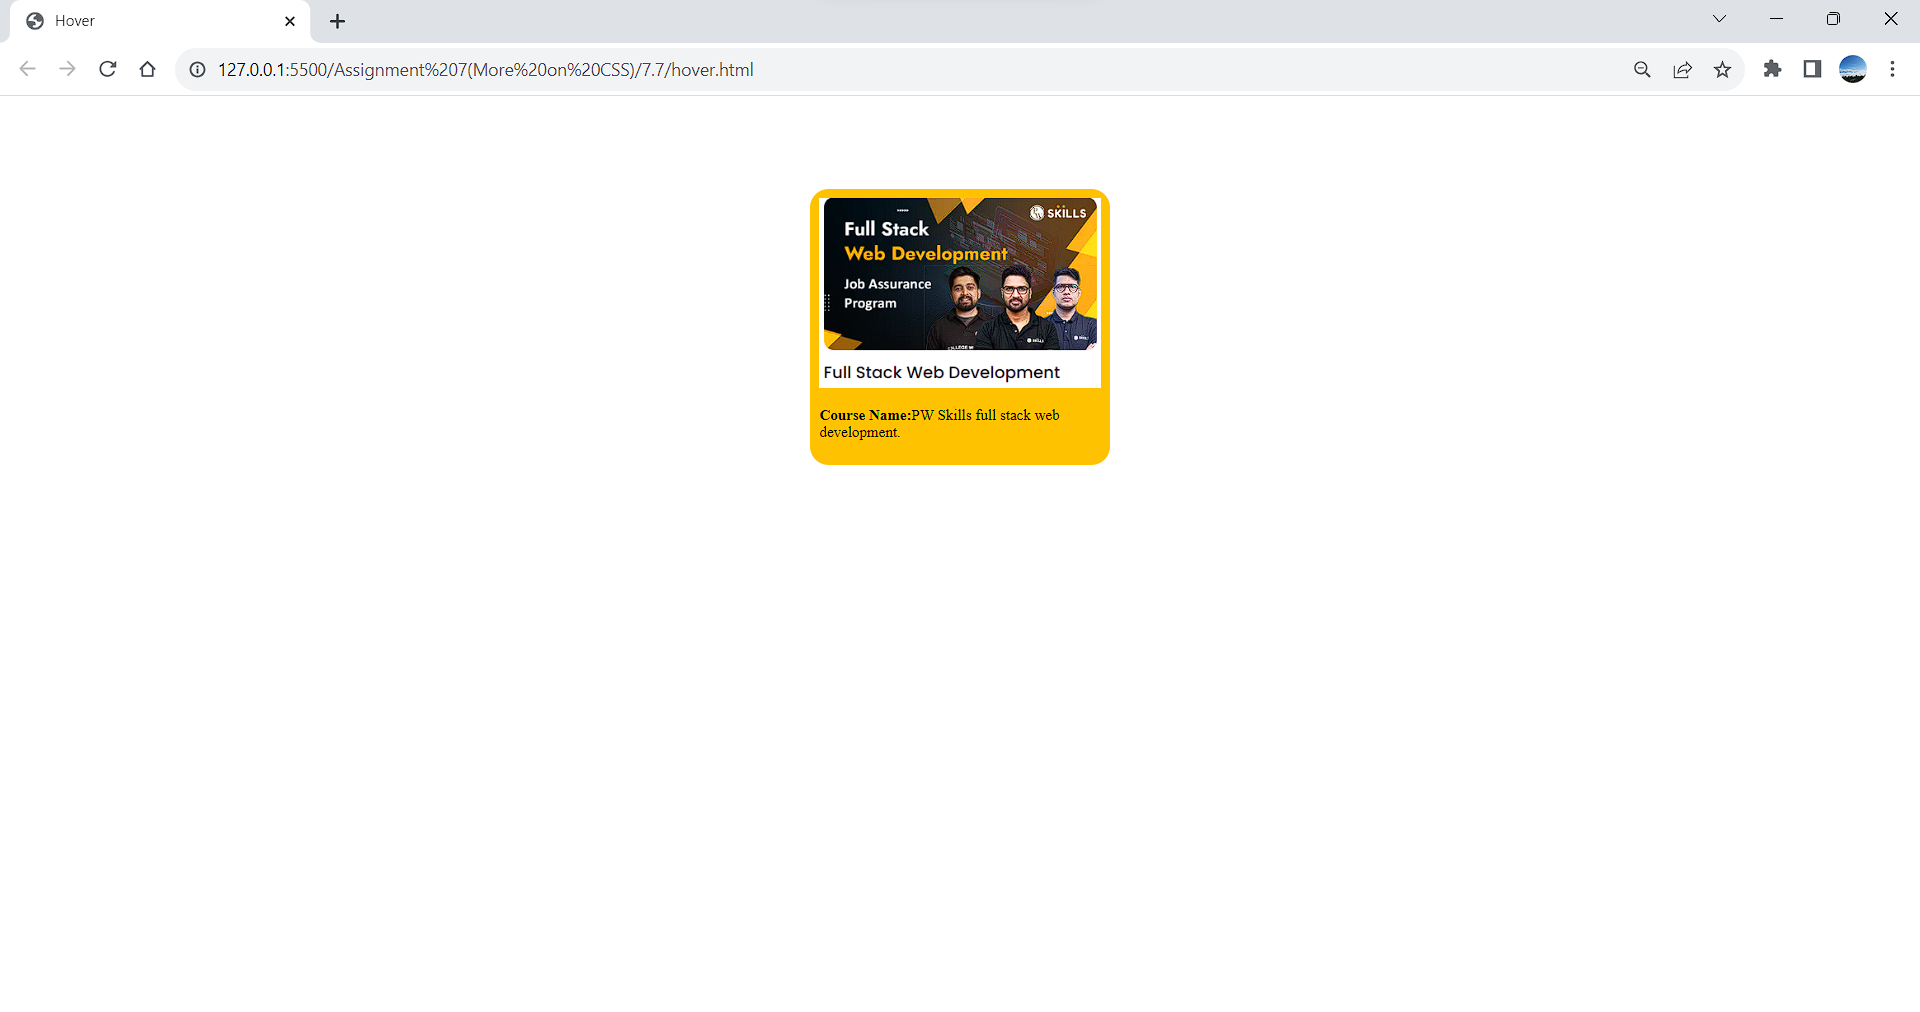 Hover
127.0.0.1:5500/Assignment%207(More%20on%20CSS)/7.7/hover.html
SKILLS
Full Stack
Web Development
Job Assurance
Program
Full Stack Web Development
Course Name:PW Skills full stack web
development.